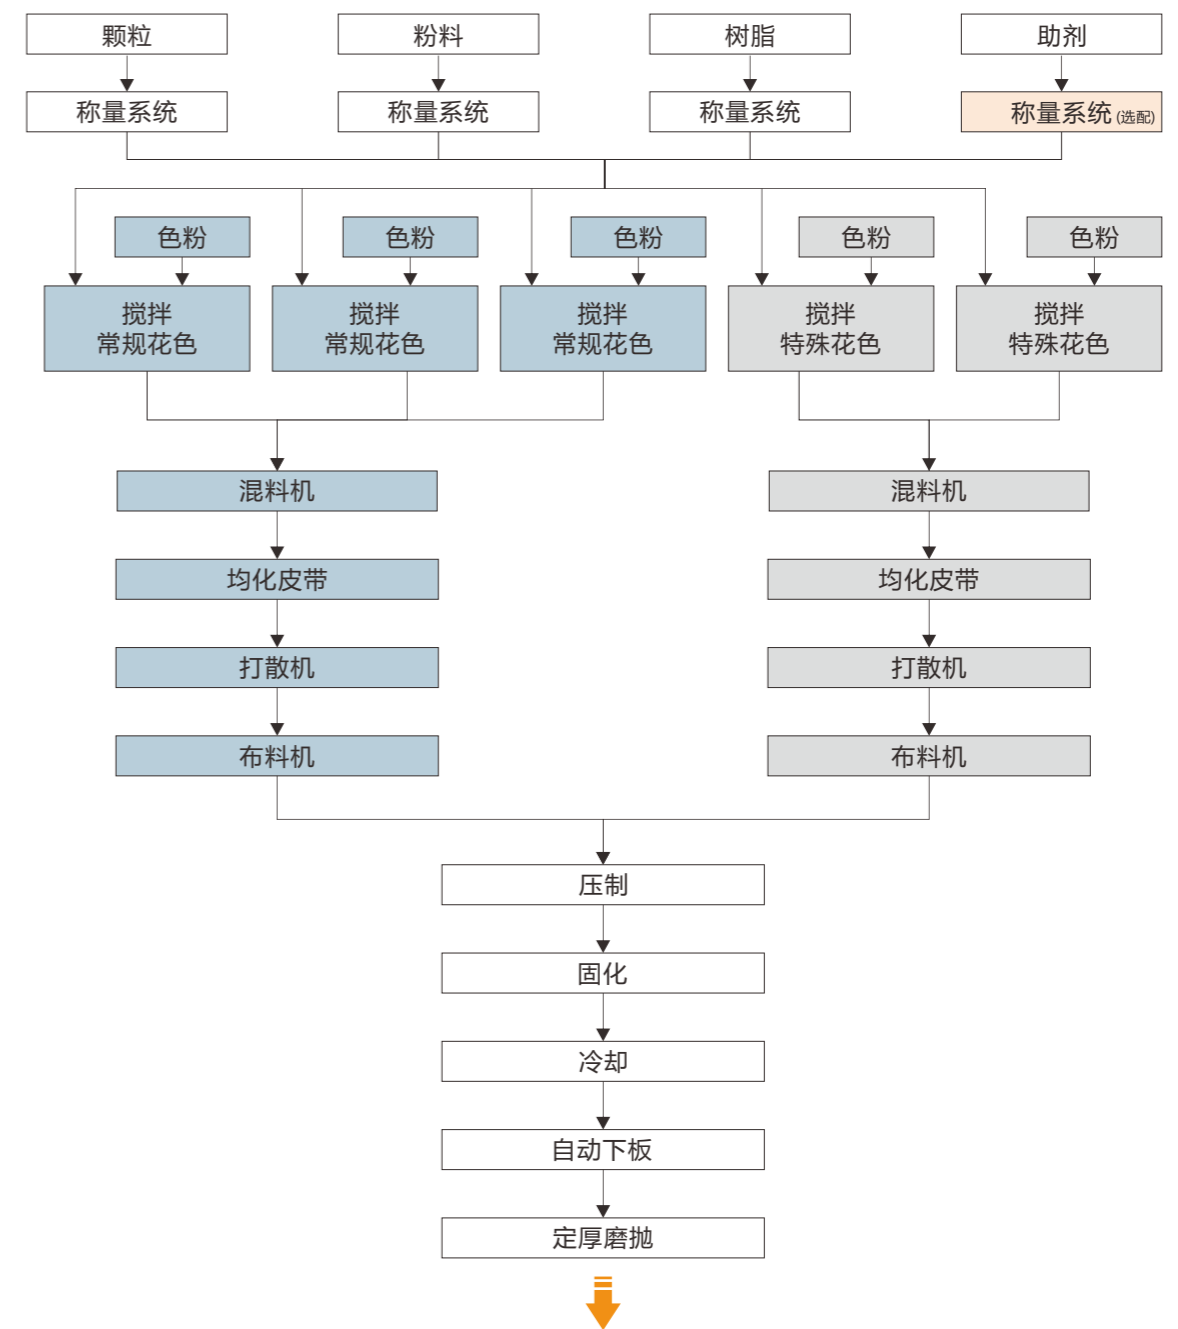 颗粒
粉料
树脂
助剂
称量系统
称量系统
称量系统
称量系统 (选配)
色粉
色粉
色粉
色粉
色粉
搅拌
常规花色
搅拌
常规花色
搅拌
常规花色
搅拌
特殊花色
搅拌
特殊花色
混料机
混料机
均化皮带
均化皮带
打散机
打散机
布料机
布料机
压制
固化
冷却
自动下板
定厚磨抛